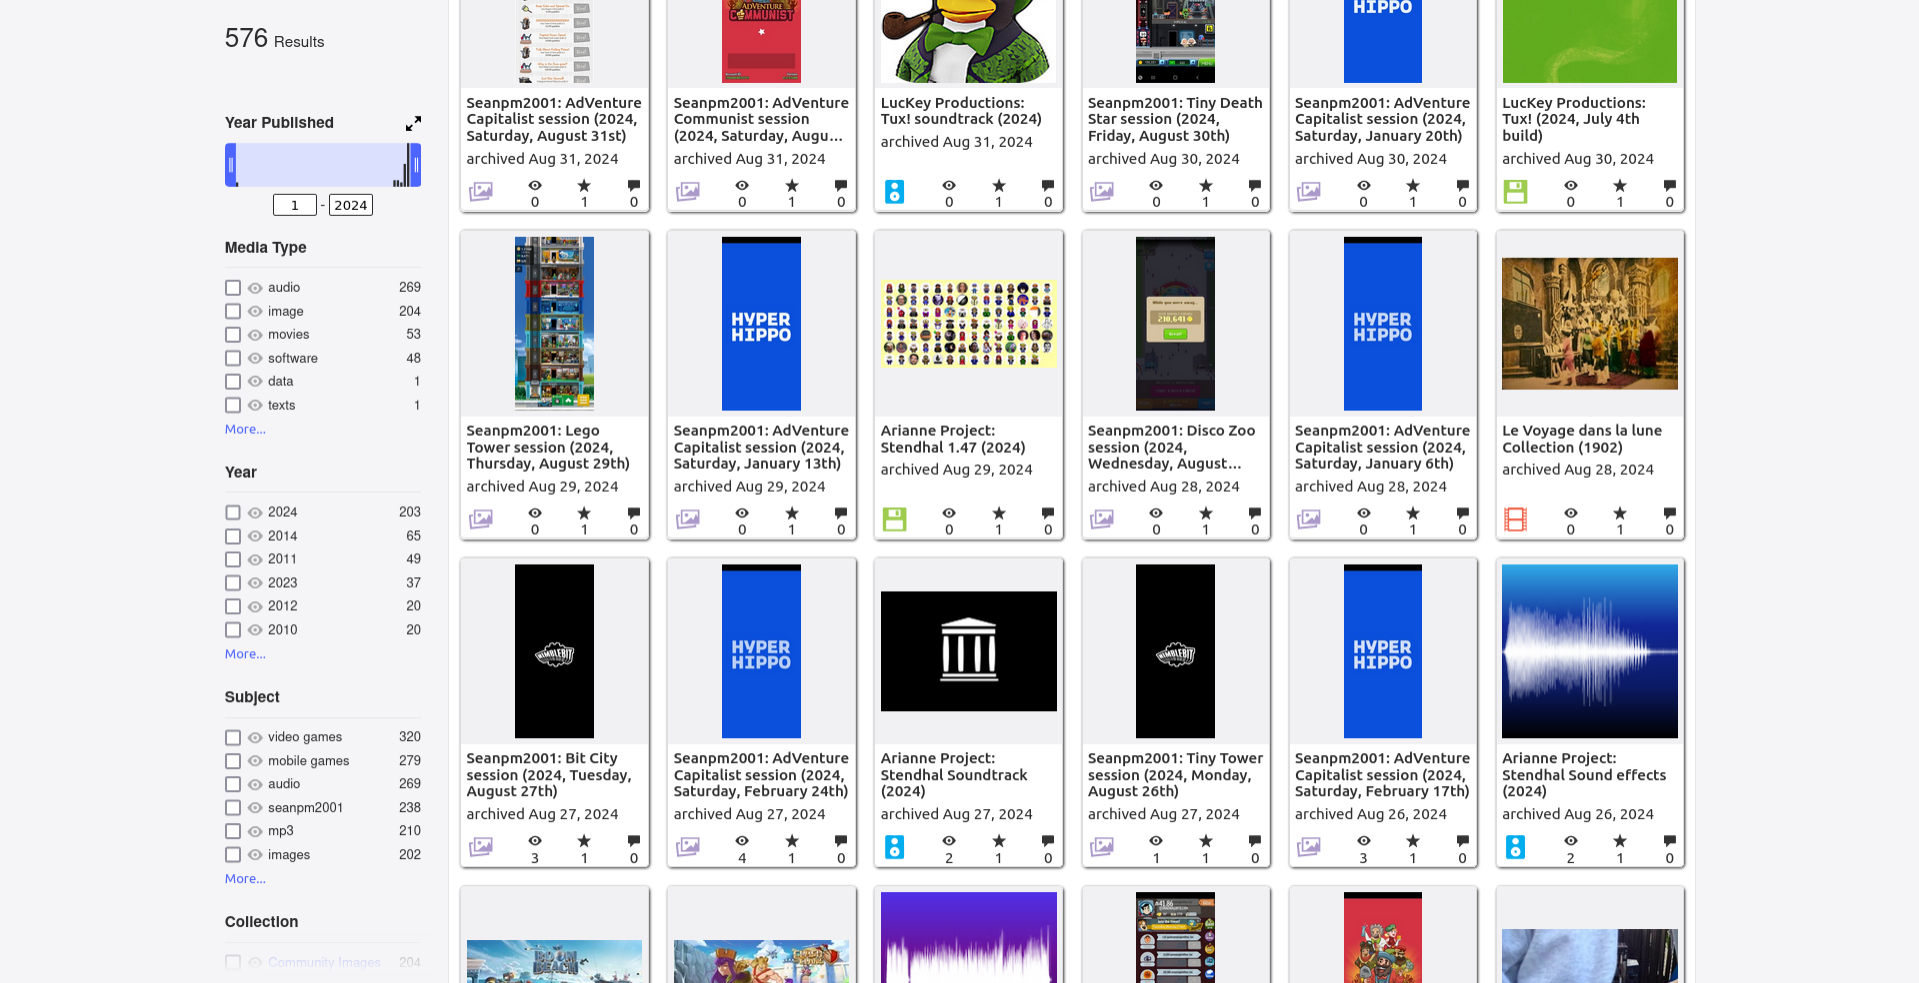 576 Results
Year Published
1 - 2024
Media Type
audio 269
image 204
movies 53
software 48
data 1
texts 1
More...
Year
2024 203
2014 65
2011 49
2023 37
2012 20
2010 20
More...
Subject
video games 320
mobile games 279
audio 269
seanpm2001 238
mp3 210
images 202
More...
Collection
Community Images 204
Seanpm2001: AdVenture
Capitalist session (2024,
Saturday, August 31st)
archived Aug 31, 2024
0 1 0
ADVENTURE
COMMUNIST
Seanpm2001: AdVenture
Communist session
(2024, Saturday, Augu...
archived Aug 31, 2024
0 1 0
LucKey Productions:
Tux! soundtrack (2024)
archived Aug 31, 2024
0 1 0
Seanpm2001: Tiny Death
Star session (2024,
Friday, August 30th)
archived Aug 30, 2024
0 1 0
HIPPO
Seanpm2001: AdVenture
Capitalist session (2024,
Saturday, January 20th)
archived Aug 30, 2024
0 1 0
LucKey Productions:
Tux! (2024, July 4th
build)
archived Aug 30, 2024
0 1 0
Seanpm2001: Lego
Tower session (2024,
Thursday, August 29th)
archived Aug 29, 2024
0 1 0
HYPER
HIPPO
Seanpm2001: AdVenture
Capitalist session (2024,
Saturday, January 13th)
archived Aug 29, 2024
0 1 0
Arianne Project:
Stendhal 1.47 (2024)
archived Aug 29, 2024
0 1 0
While you were away...
210,641
Seanpm2001: Disco Zoo
session (2024,
Wednesday, August...
archived Aug 28, 2024
0 1 0
HYPER
HIPPO
Seanpm2001: AdVenture
Capitalist session (2024,
Saturday, January 6th)
archived Aug 28, 2024
0 1 0
Le Voyage dans la lune
Collection (1902)
archived Aug 28, 2024
0 1 0
NIMBLEBIT
Seanpm2001: Bit City
session (2024, Tuesday,
August 27th)
archived Aug 27, 2024
3 1 0
HYPER
HIPPO
Seanpm2001: AdVenture
Capitalist session (2024,
Saturday, February 24th)
archived Aug 27, 2024
4 1 0
Arianne Project:
Stendhal Soundtrack
(2024)
archived Aug 27, 2024
2 1 0
NIMBLEBIT
Seanpm2001: Tiny Tower
session (2024, Monday,
August 26th)
archived Aug 27, 2024
1 1 0
HYPER
HIPPO
Seanpm2001: AdVenture
Capitalist session (2024,
Saturday, February 17th)
archived Aug 26, 2024
3 1 0
Arianne Project:
Stendhal Sound effects
(2024)
archived Aug 26, 2024
2 1 0
BOOM
BEACH